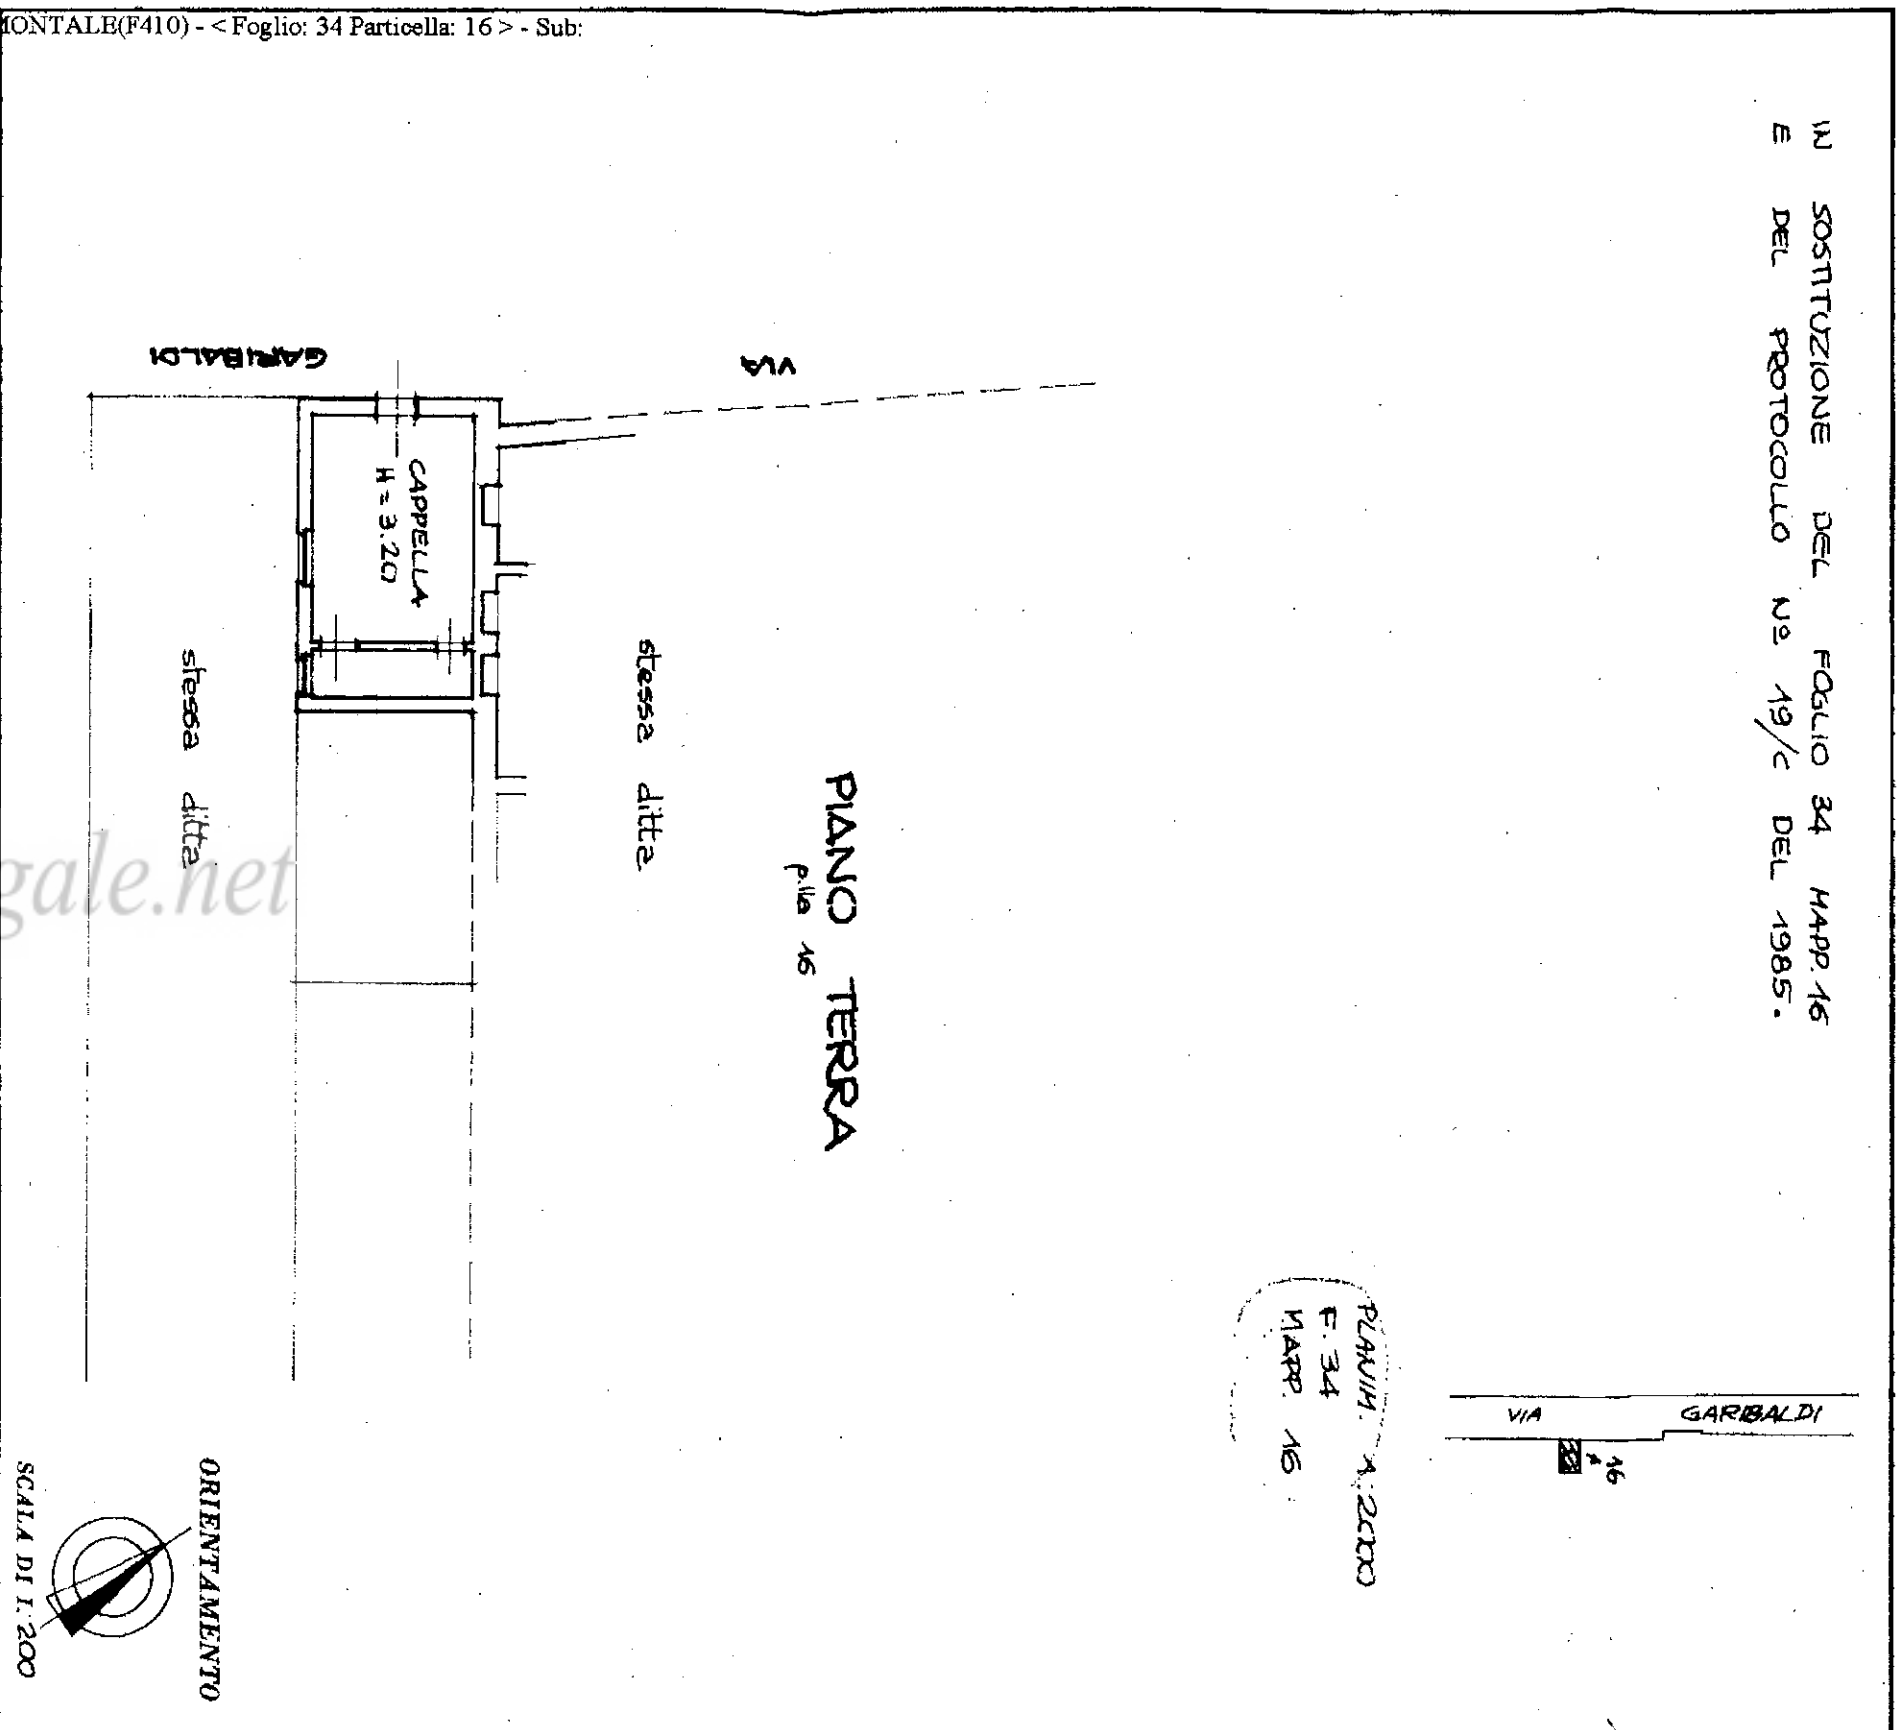 MONTALE(F410) - < Foglio: 34 Particella: 16 > - Sub:
IN SOSTITUZIONE DEL FOGLIO 34 MAPP. 16
E DEL PROTOCOLLO Nº 19/C DEL 1985.
VIA
GARIBALDI
CAPPELLA
H = 3.20
stessa ditta
stessa ditta
PIANO TERRA
p.lla 16
PLANIM. 1:2000
F. 34
MAPP. 16
VIA GARIBALDI
16
ORIENTAMENTO
SCALA DI 1:200
gale.net